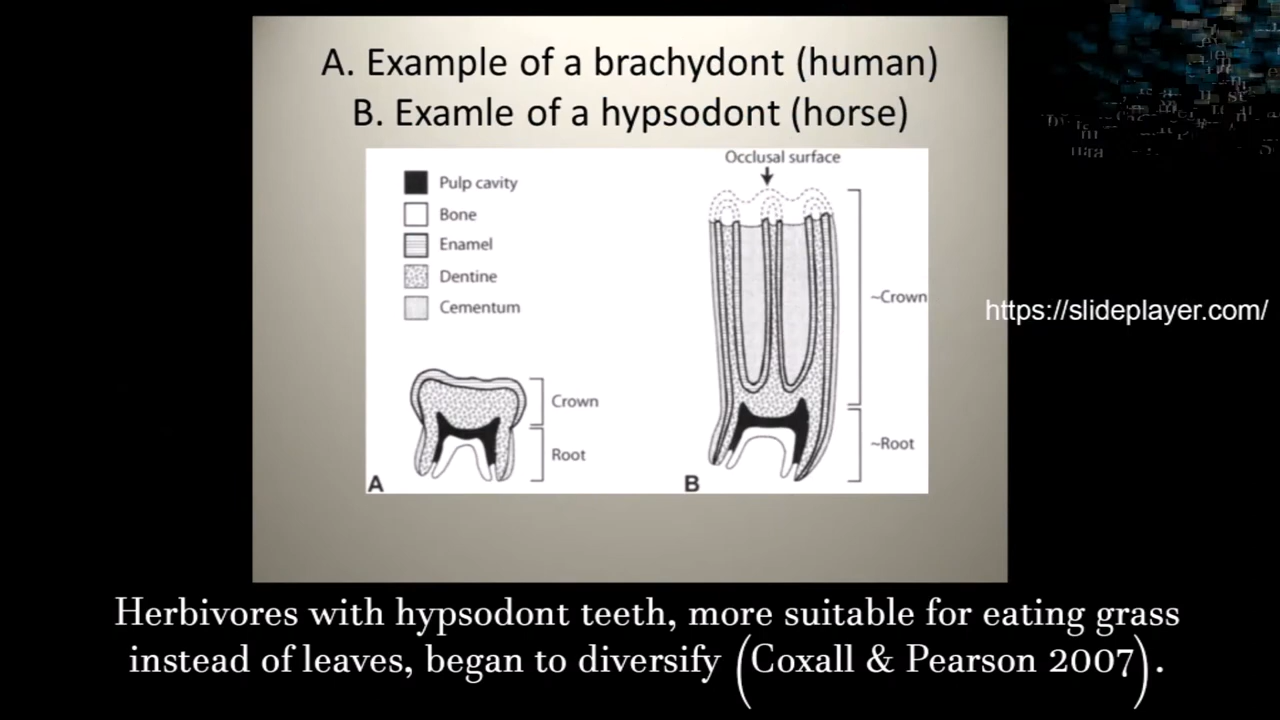 A. Example of a brachydont (human)
B. Examle of a hypsodont (horse)
Occlusal surface
Pulp cavity
Bone
Enamel
Dentine
Cementum
~Crown
https://slideplayer.com/
Crown
~Root
Root
A
B
Herbivores with hypsodont teeth, more suitable for eating grass
instead of leaves, began to diversify (Coxall & Pearson 2007).